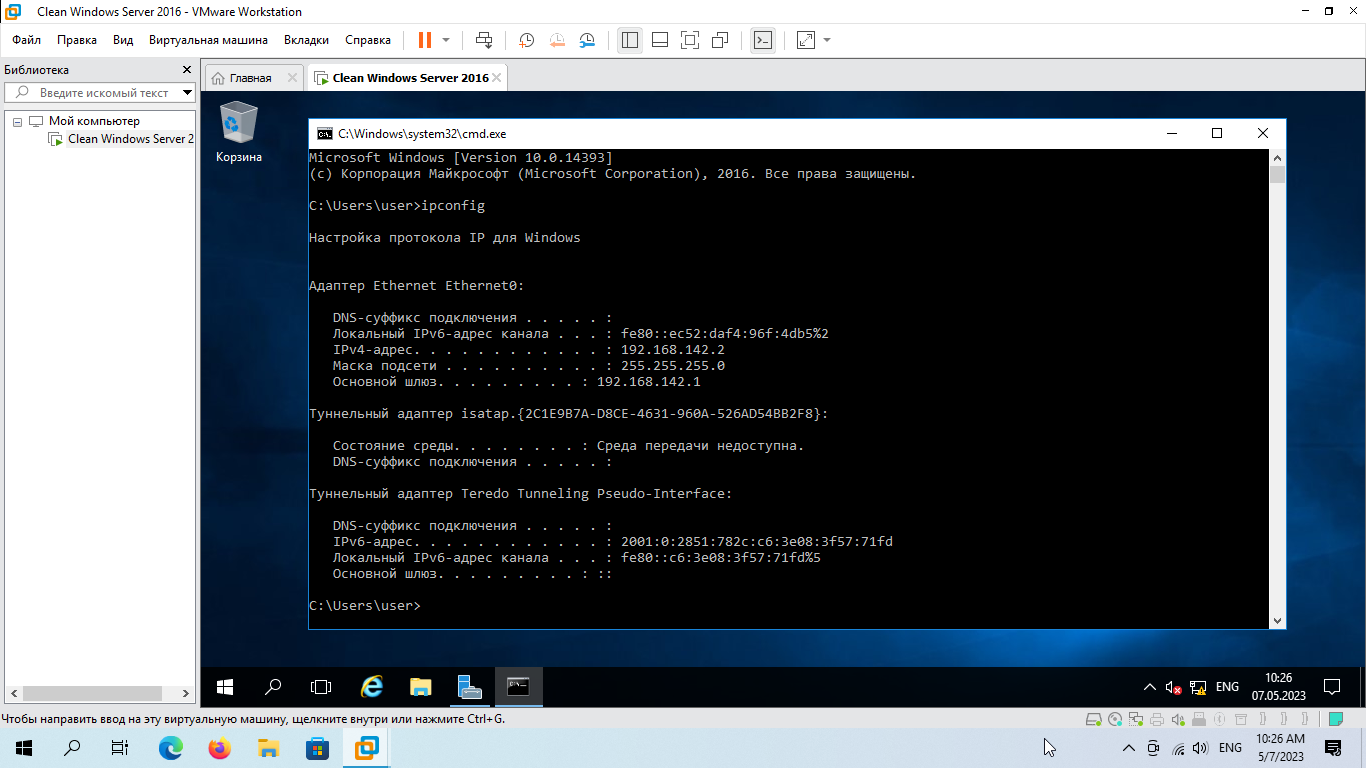 Clean Windows Server 2016 - VMware Workstation
Файл Правка Вид Виртуальная машина Вкладки Справка
Библиотека
Введите искомый текст
Мой компьютер
Clean Windows Server 2
Главная
Clean Windows Server 2016
Корзина
C:\Windows\system32\cmd.exe
Microsoft Windows [Version 10.0.14393]
(c) Корпорация Майкрософт (Microsoft Corporation), 2016. Все права защищены.
C:\Users\user>ipconfig
Настройка протокола IP для Windows
Адаптер Ethernet Ethernet0:
DNS-суффикс подключения . . . . . :
Локальный IPv6-адрес канала . . . : fe80::ec52:daf4:96f:4db5%2
IPv4-адрес. . . . . . . . . . . . : 192.168.142.2
Маска подсети . . . . . . . . . . : 255.255.255.0
Основной шлюз. . . . . . . . . : 192.168.142.1
Туннельный адаптер isatap.{2C1E9B7A-D8CE-4631-960A-526AD54BB2F8}:
Состояние среды. . . . . . . . : Среда передачи недоступна.
DNS-суффикс подключения . . . . . :
Туннельный адаптер Teredo Tunneling Pseudo-Interface:
DNS-суффикс подключения . . . . . :
IPv6-адрес. . . . . . . . . . . . : 2001:0:2851:782c:c6:3e08:3f57:71fd
Локальный IPv6-адрес канала . . . : fe80::c6:3e08:3f57:71fd%5
Основной шлюз. . . . . . . . . : ::
C:\Users\user>
ENG
10:26
07.05.2023
Чтобы направить ввод на эту виртуальную машину, щелкните внутри или нажмите Ctrl+G.
ENG
10:26 AM
5/7/2023